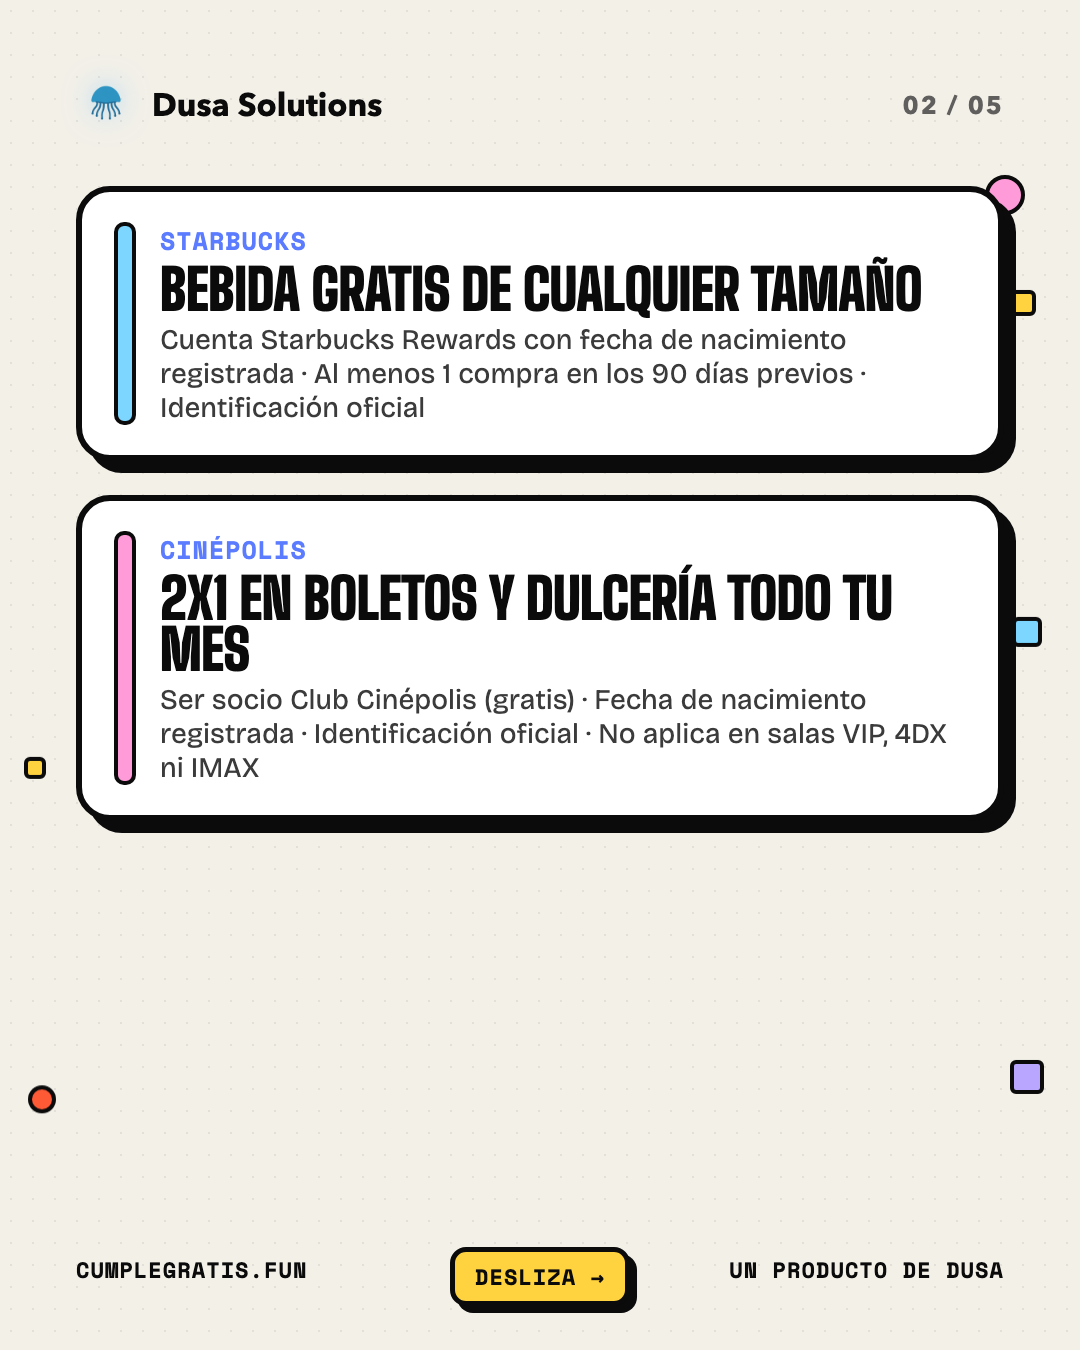 Dusa Solutions
02 / 05
STARBUCKS
BEBIDA GRATIS DE CUALQUIER TAMAÑO
Cuenta Starbucks Rewards con fecha de nacimiento
registrada · Al menos 1 compra en los 90 días previos ·
Identificación oficial
CINÉPOLIS
2X1 EN BOLETOS Y DULCERÍA TODO TU
MES
Ser socio Club Cinépolis (gratis) · Fecha de nacimiento
registrada · Identificación oficial · No aplica en salas VIP, 4DX
ni IMAX
CUMPLEGRATIS.FUN
DESLIZA →
UN PRODUCTO DE DUSA